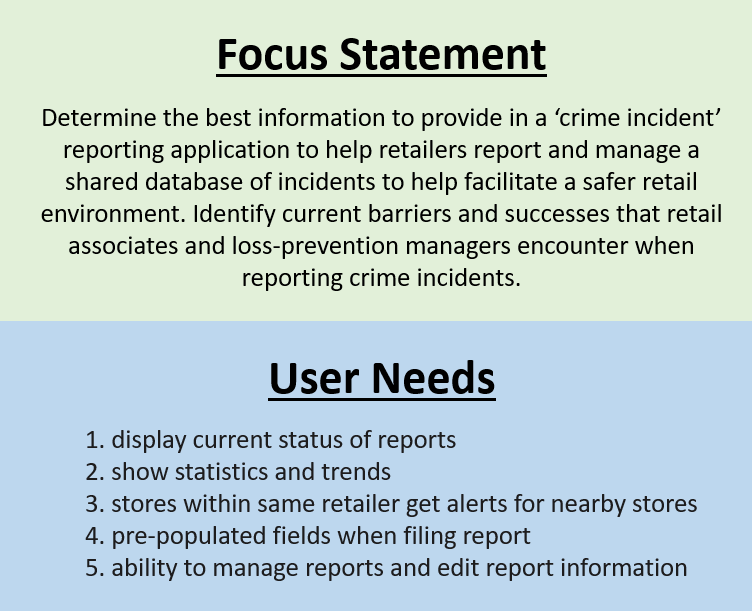 Focus Statement
Determine the best information to provide in a ‘crime incident’
reporting application to help retailers report and manage a
shared database of incidents to help facilitate a safer retail
environment. Identify current barriers and successes that retail
associates and loss-prevention managers encounter when
reporting crime incidents.
User Needs
1. display current status of reports
2. show statistics and trends
3. stores within same retailer get alerts for nearby stores
4. pre-populated fields when filing report
5. ability to manage reports and edit report information